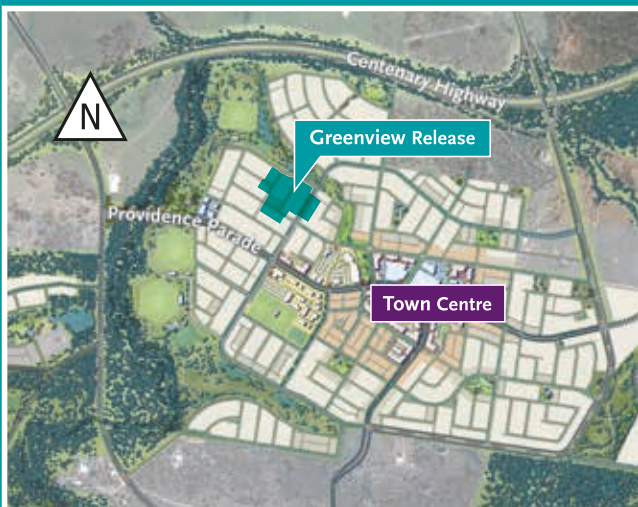 Centenary Highway
N
Greenview Release
Providence Parade
Town Centre